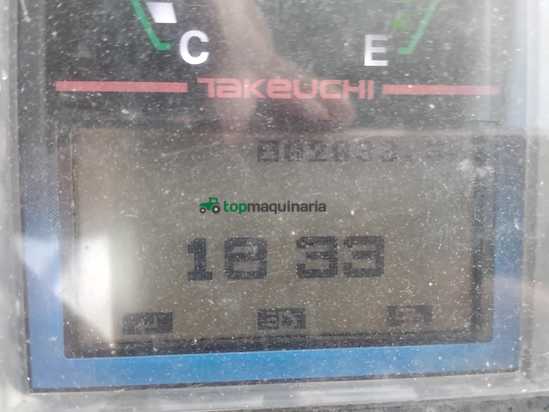 C E
TAKEUCHI
topmaquinaria
18 33